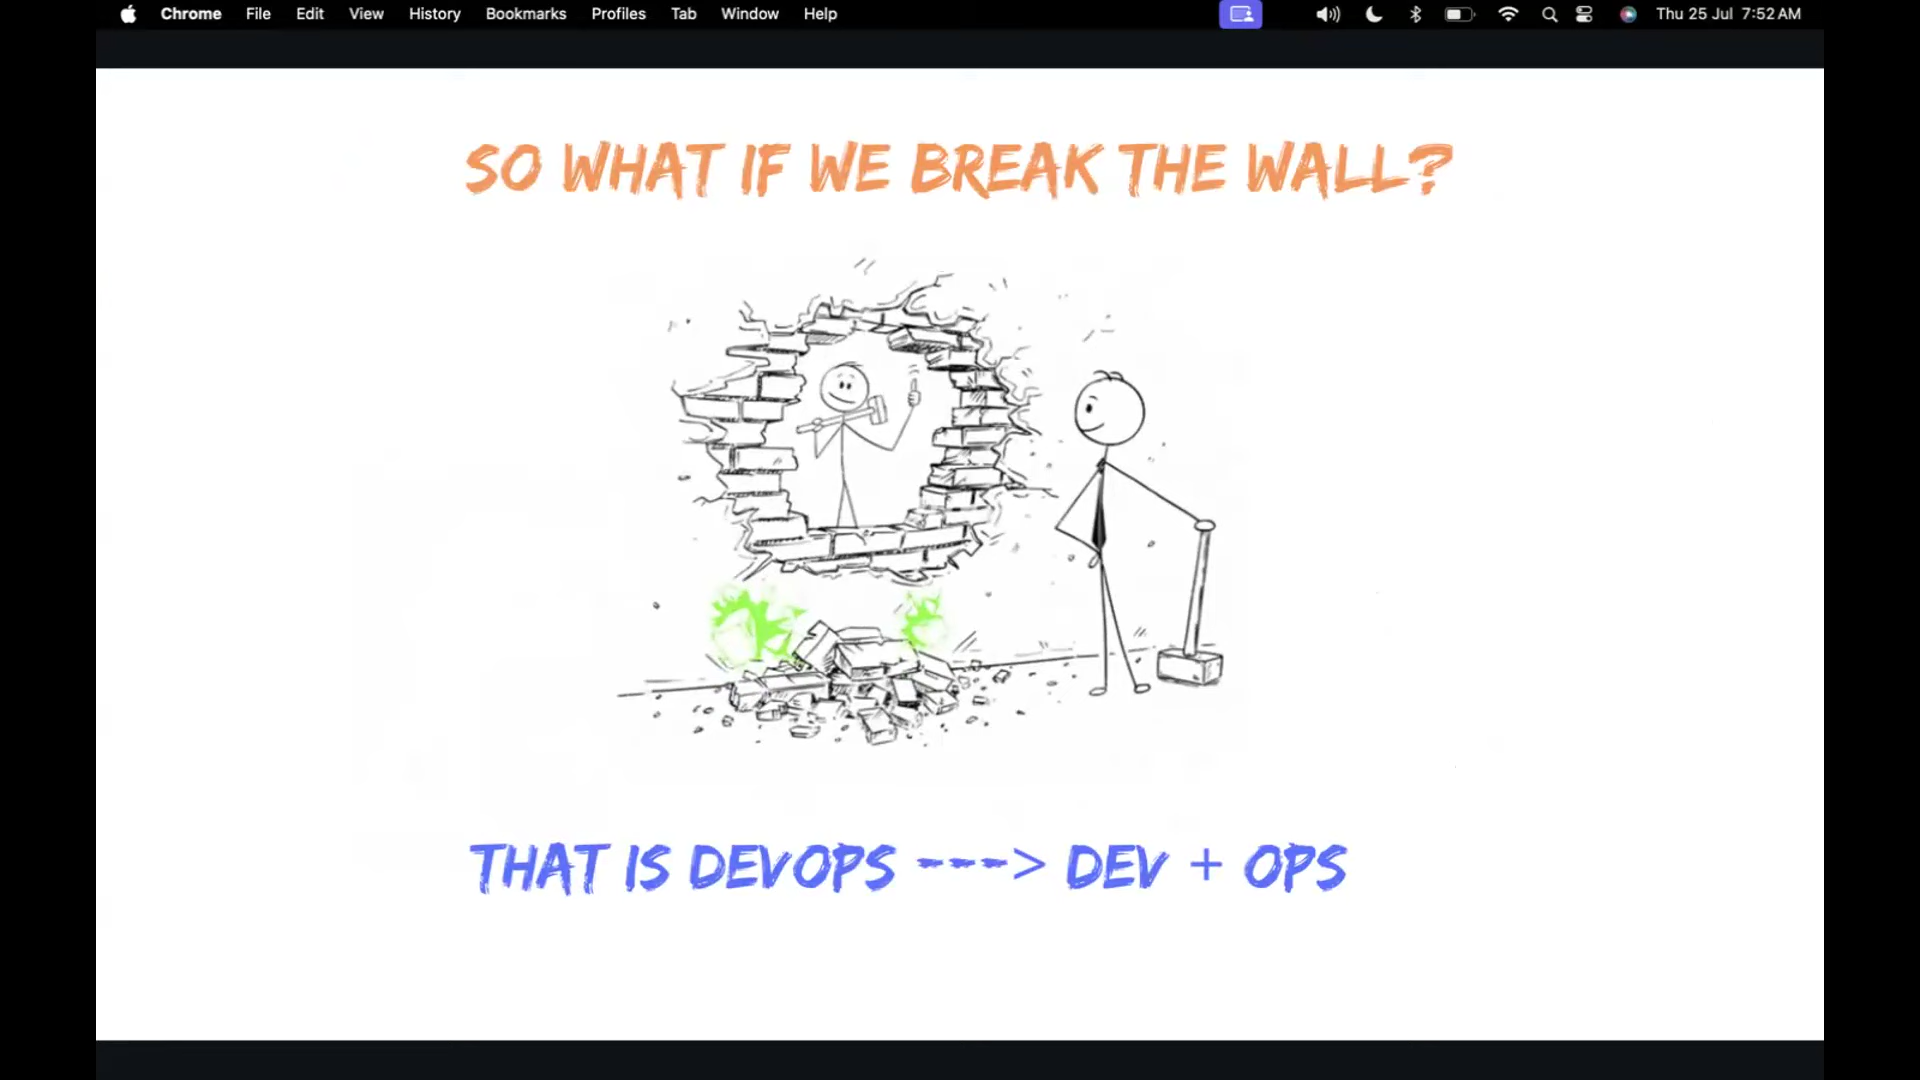 Chrome File Edit View History Bookmarks Profiles Tab Window Help Thu 25 Jul 7:52 AM
SO WHAT IF WE BREAK THE WALL?
THAT IS DEVOPS ---> DEV + OPS